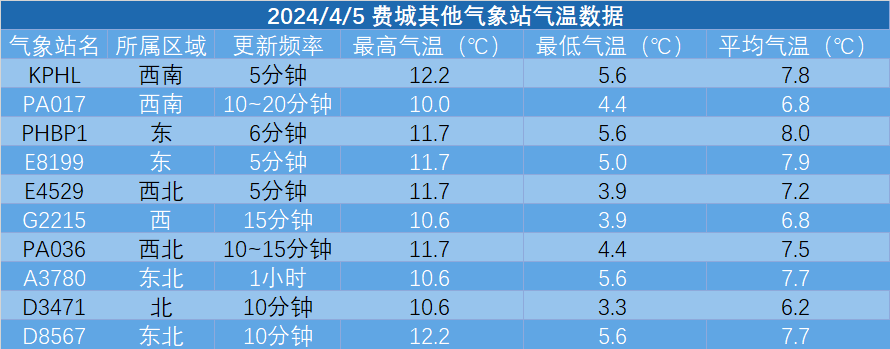 2024/4/5 费城其他气象站气温数据
气象站名 所属区域 更新频率 最高气温（℃） 最低气温（℃） 平均气温（℃）
KPHL 西南 5分钟 12.2 5.6 7.8
PA017 西南 10~20分钟 10.0 4.4 6.8
PHBP1 东 6分钟 11.7 5.6 8.0
E8199 东 5分钟 11.7 5.0 7.9
E4529 西北 5分钟 11.7 3.9 7.2
G2215 西 15分钟 10.6 3.9 6.8
PA036 西北 10~15分钟 11.7 4.4 7.5
A3780 东北 1小时 10.6 5.6 7.7
D3471 北 10分钟 10.6 3.3 6.2
D8567 东北 10分钟 12.2 5.6 7.7